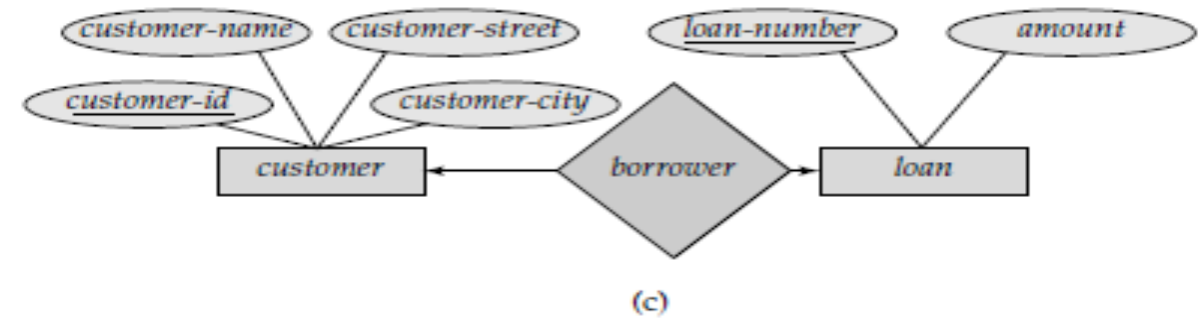 customer-name customer-street loan-number amount
customer-id customer-city
customer borrower loan
(c)